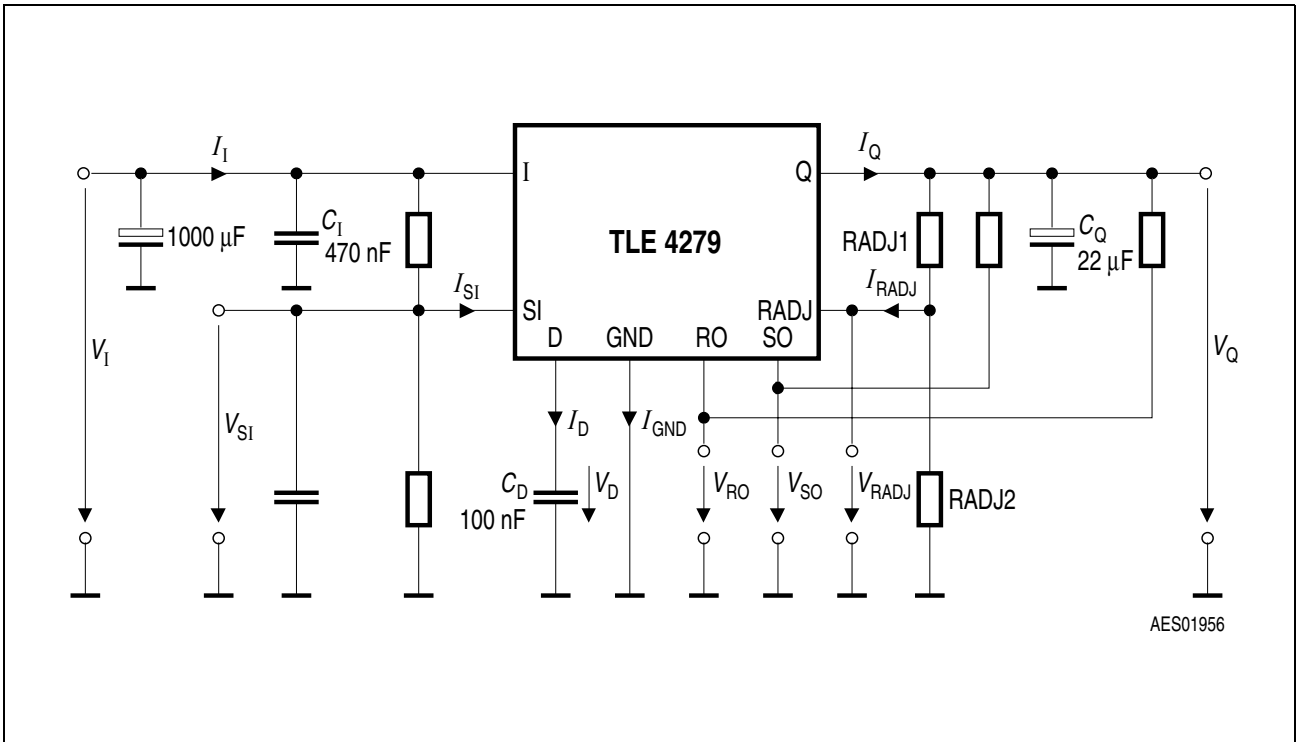 I_I
I_Q
I
Q
1000 µF
C_I
470 nF
TLE 4279
RADJ1
C_Q
22 µF
I_SI
I_RADJ
SI
RADJ
D
GND
RO
SO
V_I
V_Q
V_SI
I_D
I_GND
C_D
100 nF
V_D
V_RO
V_SO
V_RADJ
RADJ2
AES01956